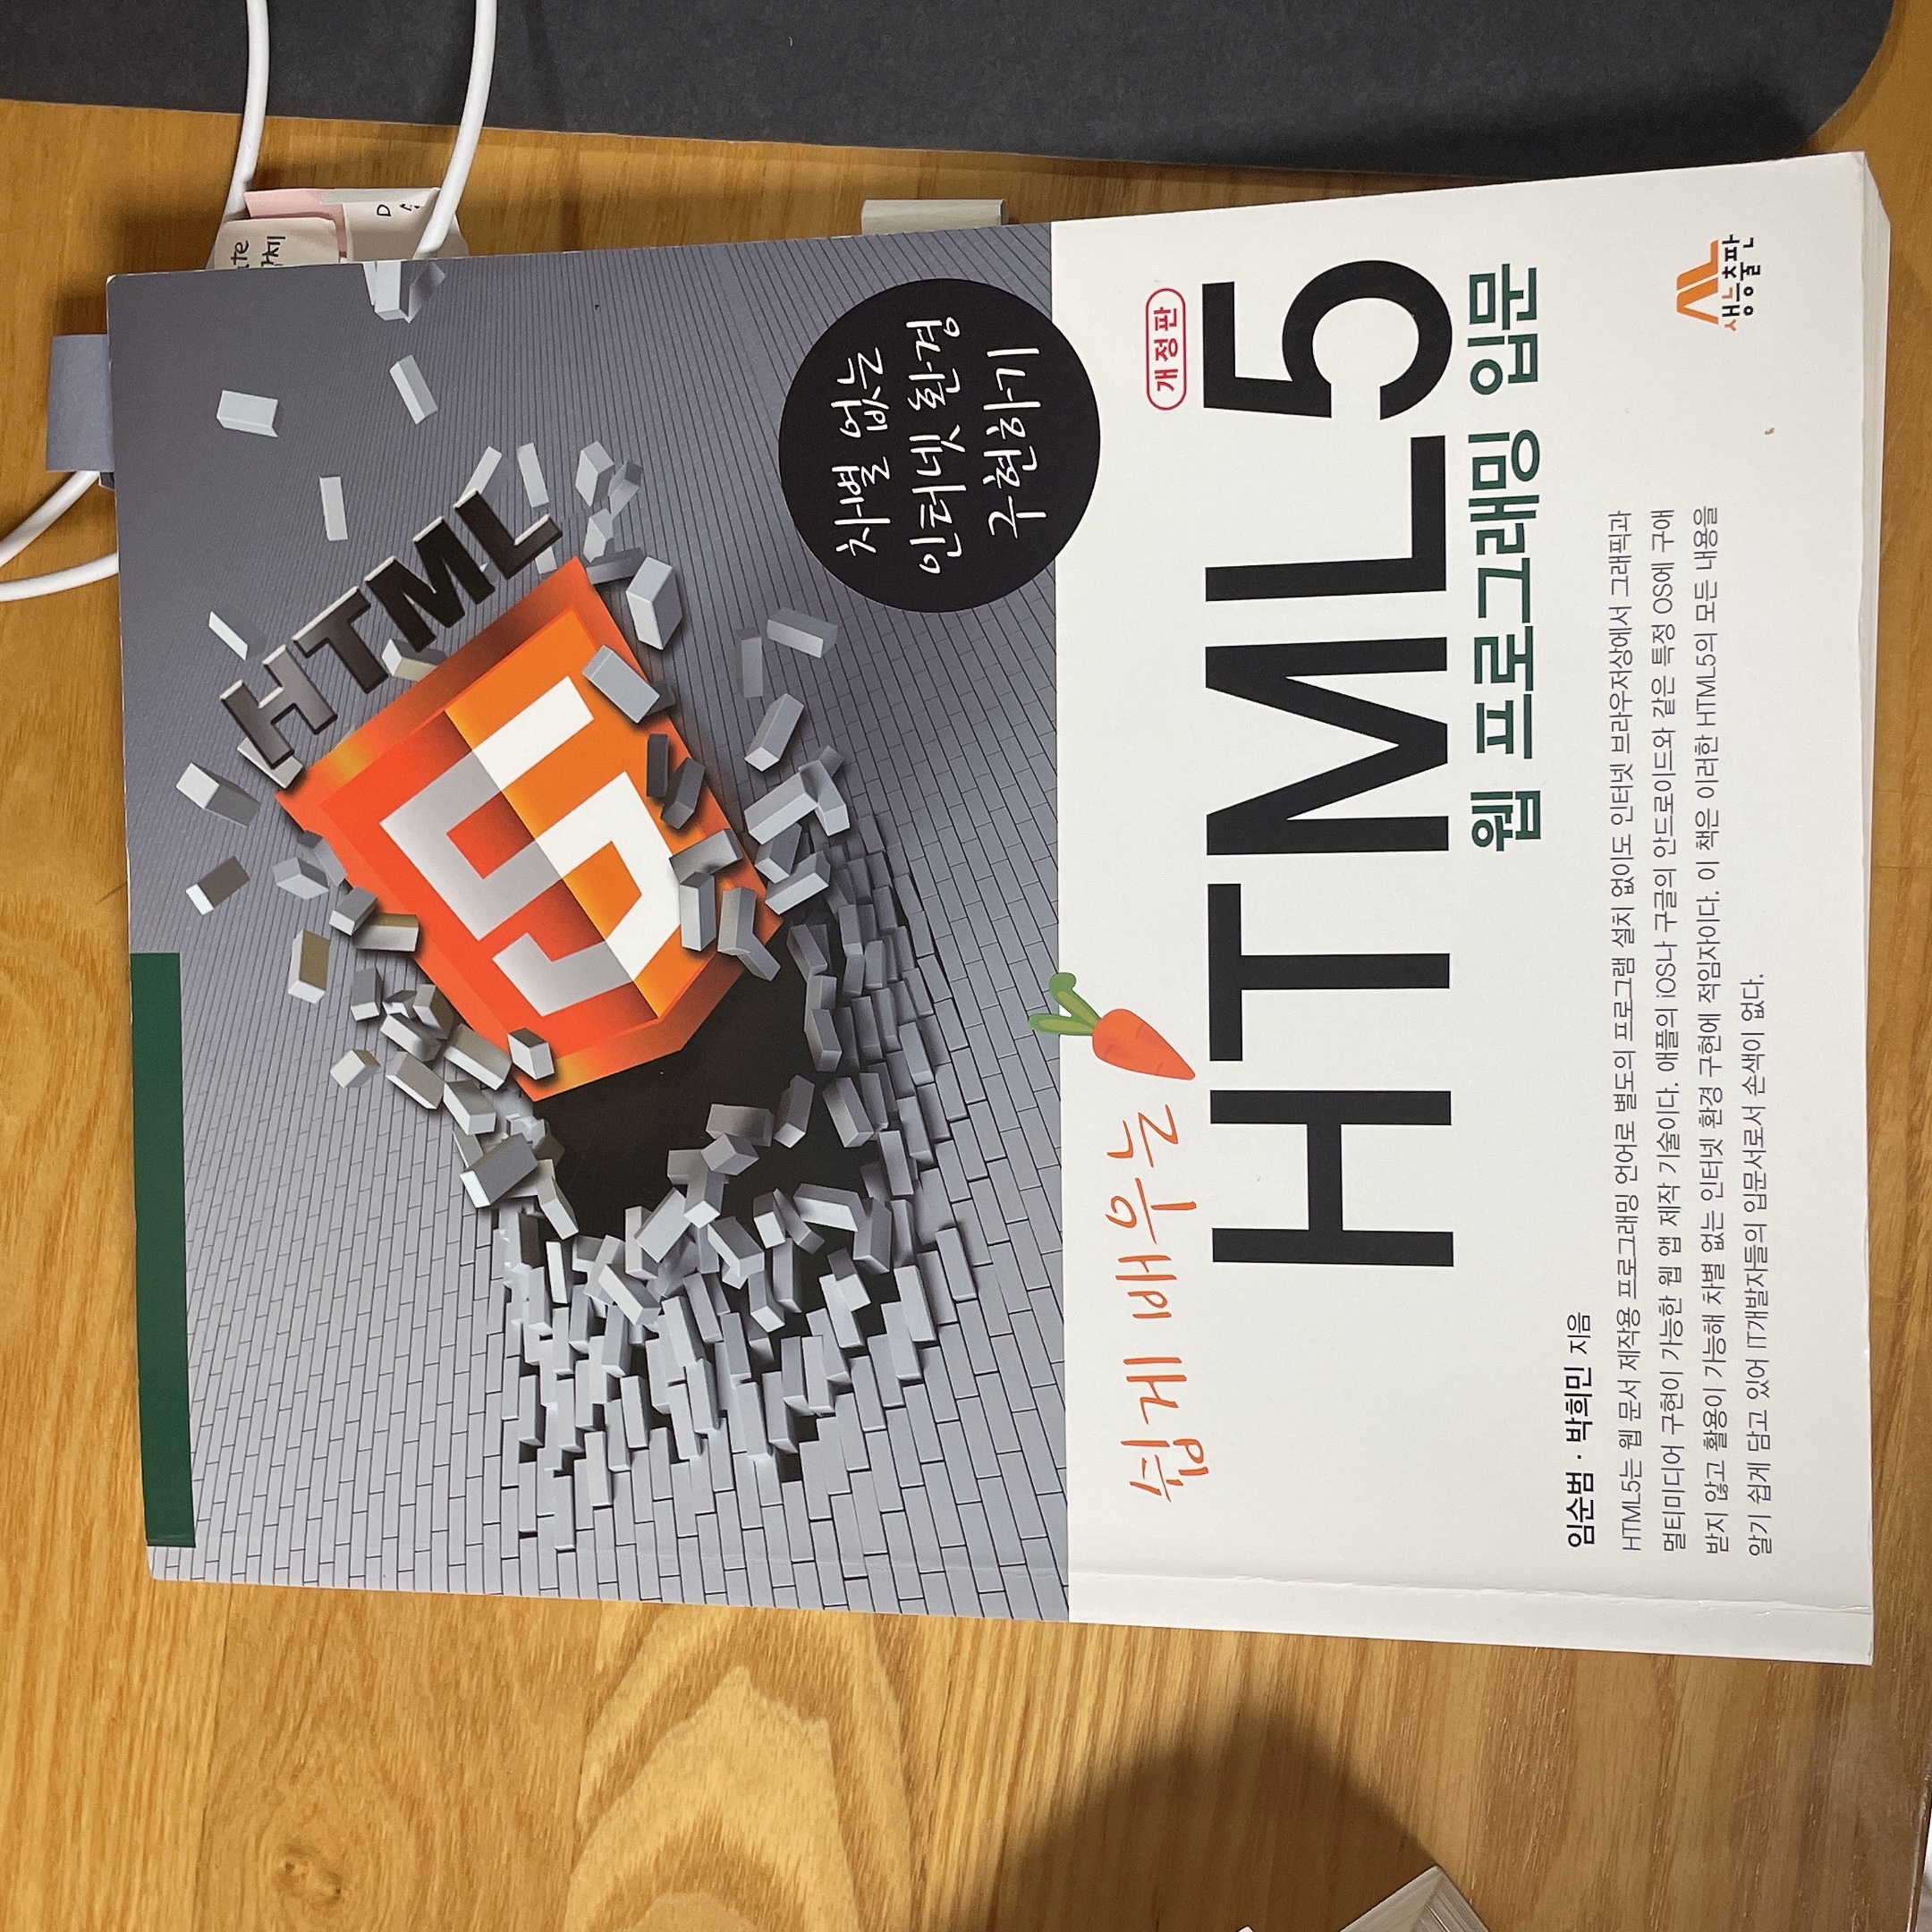 HTML
5
차별 없는
인터넷 환경
구현하기
쉽게 배우는
개정판
HTML5
웹 프로그래밍 입문
임순범 · 박희민 지음
HTML5는 웹 문서 제작용 프로그래밍 언어로 별도의 프로그램 설치 없이도 인터넷 브라우저상에서 그래픽과
멀티미디어 구현이 가능한 웹 앱 제작 기술이다. 애플의 iOS나 구글의 안드로이드와 같은 특정 OS에 구애
받지 않고 활용이 가능해 차별 없는 인터넷 환경 구현에 적임자이다. 이 책은 이러한 HTML5의 모든 내용을
알기 쉽게 담고 있어 IT개발자들의 입문서로서 손색이 없다.
생능출판